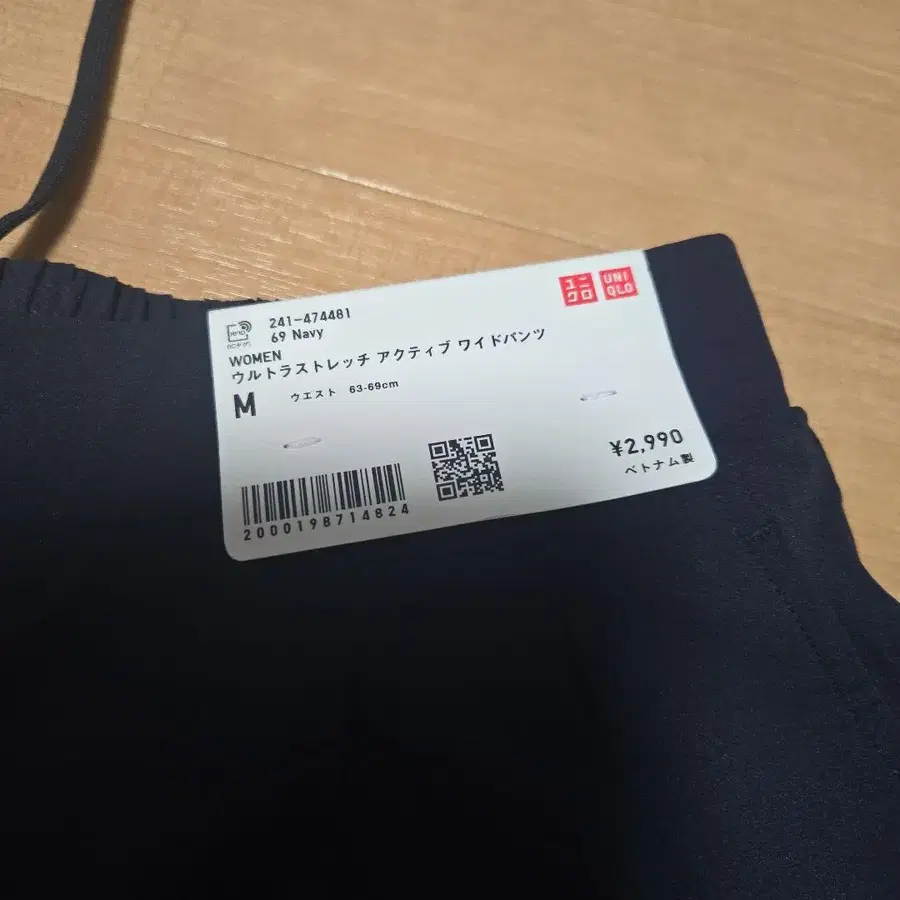 241-474481
69 Navy
WOMEN
ウルトラストレッチ アクティブ ワイドパンツ
M ウエスト 63-69cm
ユニ
クロ
UNI
QLO
¥2,990
ベトナム製
2000198714824